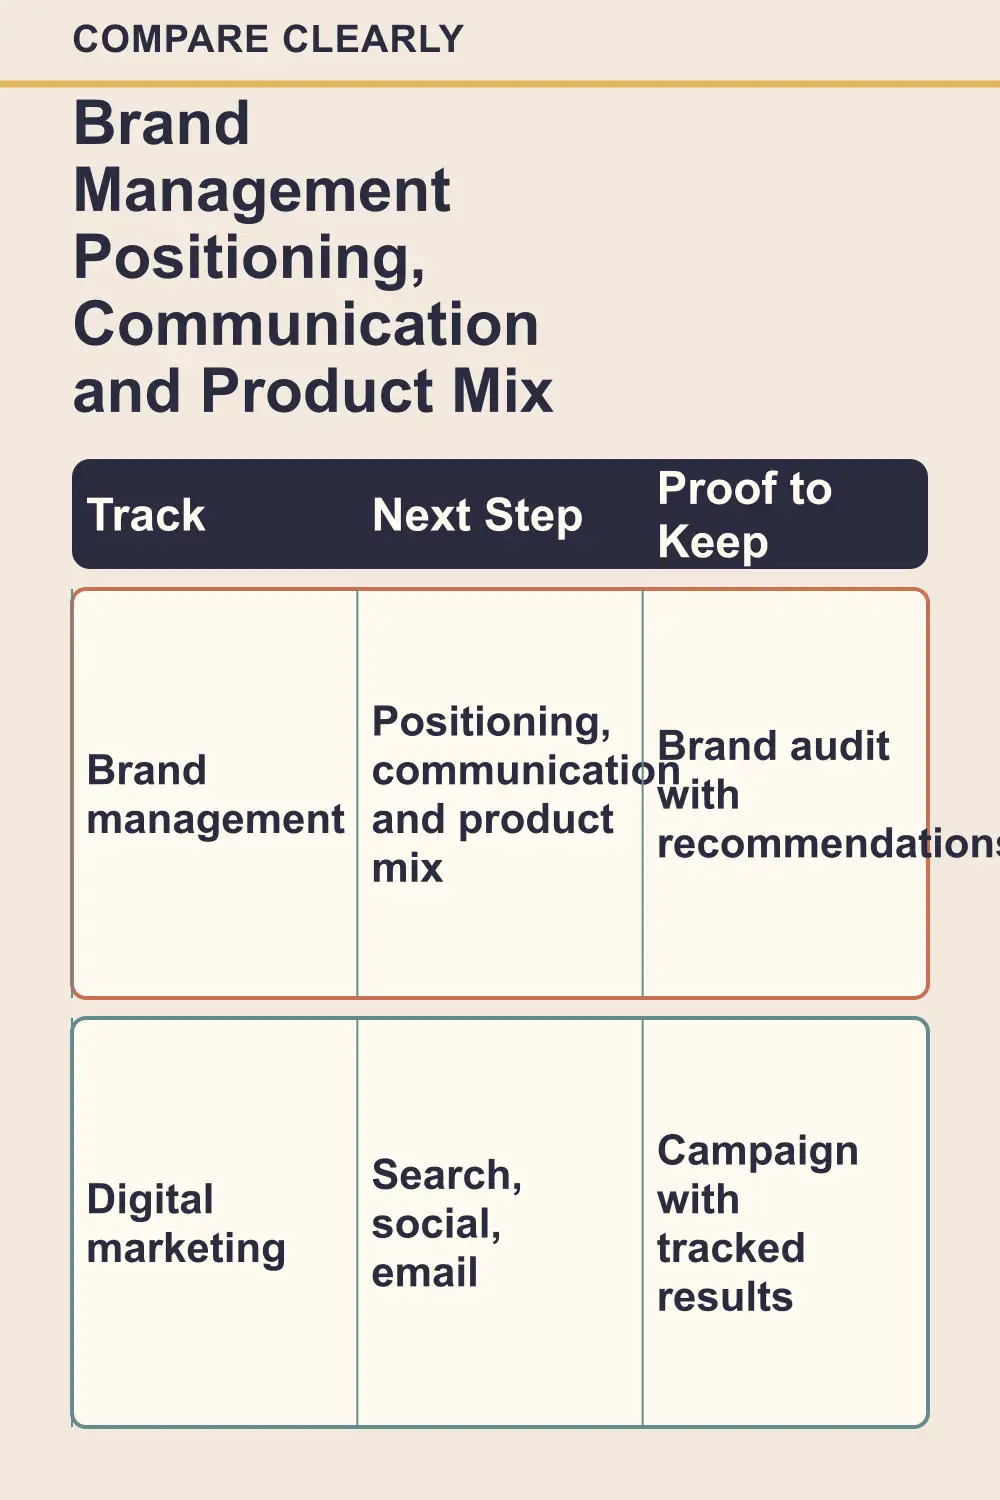 COMPARE CLEARLY
Brand
Management
Positioning,
Communication
and Product Mix
Track
Next Step
Proof to
Keep
Brand
management
Positioning,
communication
and product
mix
Brand audit
with
recommendations
Digital
marketing
Search,
social,
email
Campaign
with
tracked
results